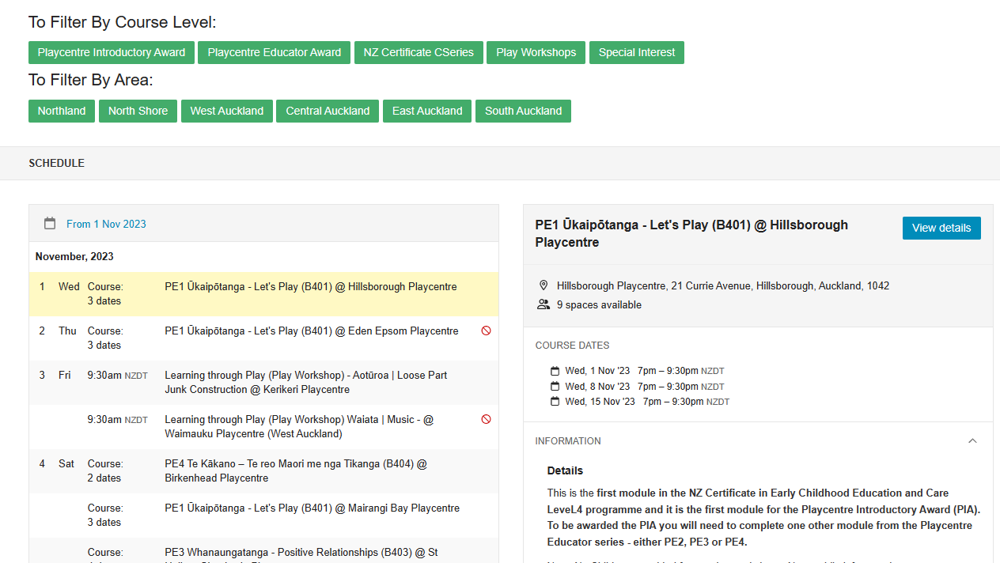 To Filter By Course Level:
Playcentre Introductory Award Playcentre Educator Award NZ Certificate CSeries Play Workshops Special Interest
To Filter By Area:
Northland North Shore West Auckland Central Auckland East Auckland South Auckland
SCHEDULE
From 1 Nov 2023
November, 2023
1 Wed Course: PE1 Ūkaipōtanga - Let's Play (B401) @ Hillsborough Playcentre
3 dates
2 Thu Course: PE1 Ūkaipōtanga - Let's Play (B401) @ Eden Epsom Playcentre
3 dates
3 Fri 9:30am NZDT Learning through Play (Play Workshop) - Aotūroa | Loose Part
Junk Construction @ Kerikeri Playcentre
9:30am NZDT Learning through Play (Play Workshop) Waiata | Music - @
Waimauku Playcentre (West Auckland)
4 Sat Course: PE4 Te Kākano – Te reo Maori me nga Tikanga (B404) @
2 dates Birkenhead Playcentre
Course: PE1 Ūkaipōtanga - Let's Play (B401) @ Mairangi Bay Playcentre
3 dates
Course: PE3 Whanaungatanga - Positive Relationships (B403) @ St
PE1 Ūkaipōtanga - Let's Play (B401) @ Hillsborough
Playcentre
View details
Hillsborough Playcentre, 21 Currie Avenue, Hillsborough, Auckland, 1042
9 spaces available
COURSE DATES
Wed, 1 Nov '23 7pm – 9:30pm NZDT
Wed, 8 Nov '23 7pm – 9:30pm NZDT
Wed, 15 Nov '23 7pm – 9:30pm NZDT
INFORMATION
Details
This is the first module in the NZ Certificate in Early Childhood Education and Care
LeveL4 programme and it is the first module for the Playcentre Introductory Award (PIA).
To be awarded the PIA you will need to complete one other module from the Playcentre
Educator series - either PE2, PE3 or PE4.